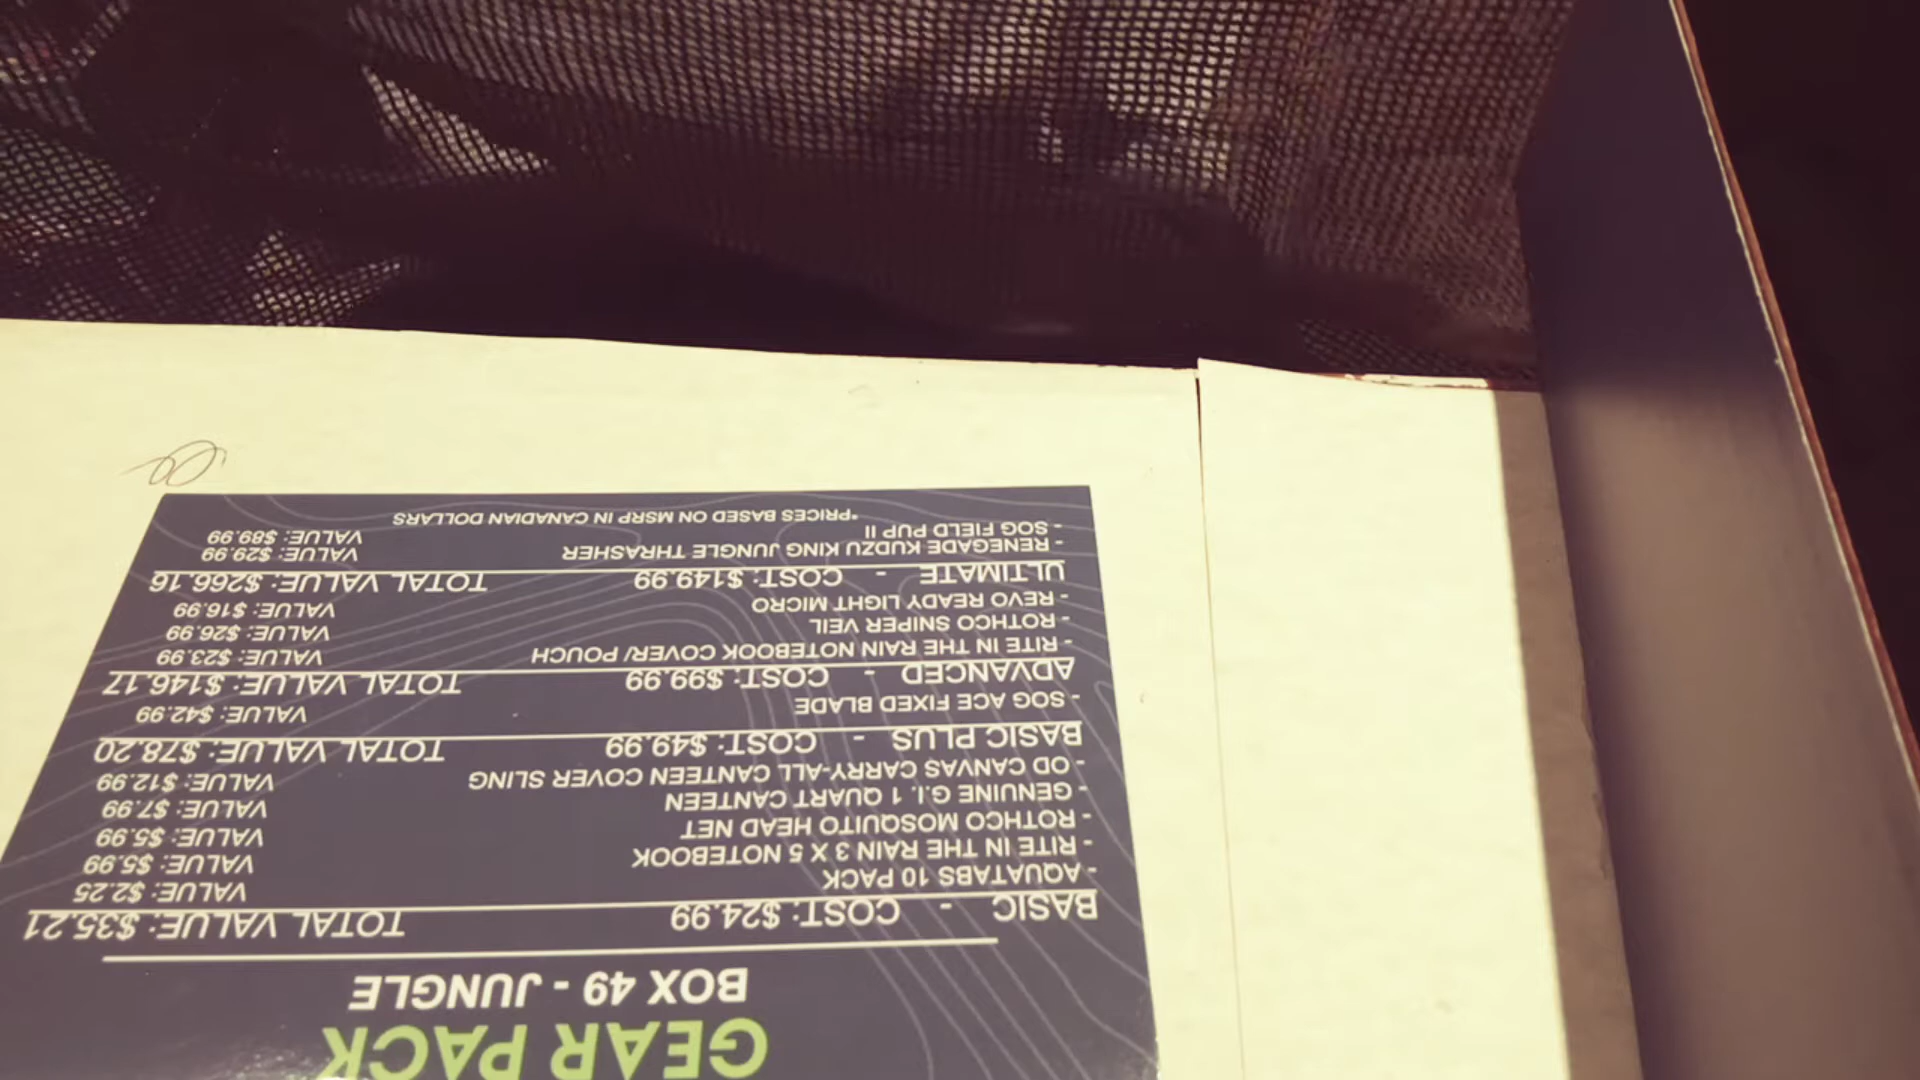 GEAR PACK
BOX 49 - JUNGLE
BASIC - COST: $24.99 TOTAL VALUE: $35.21
- AQUATABS 10 PACK VALUE: $2.25
- RITE IN THE RAIN 3 X 5 NOTEBOOK VALUE: $5.99
- ROTHCO MOSQUITO HEAD NET VALUE: $5.99
- GENUINE G.I. 1 QUART CANTEEN VALUE: $7.99
- OD CANVAS CARRY-ALL CANTEEN COVER SLING VALUE: $12.99
BASIC PLUS - COST: $49.99 TOTAL VALUE: $78.20
- SOG ACE FIXED BLADE VALUE: $42.99
ADVANCED - COST: $99.99 TOTAL VALUE: $146.17
- RITE IN THE RAIN NOTEBOOK COVER/ POUCH VALUE: $23.99
- ROTHCO SNIPER VEIL VALUE: $26.99
- REVO READY LIGHT MICRO VALUE: $16.99
ULTIMATE - COST: $149.99 TOTAL VALUE: $266.16
- RENEGADE KUDZU KING JUNGLE THRASHER VALUE: $29.99
- SOG FIELD PUP II VALUE: $89.99
*PRICES BASED ON MSRP IN CANADIAN DOLLARS